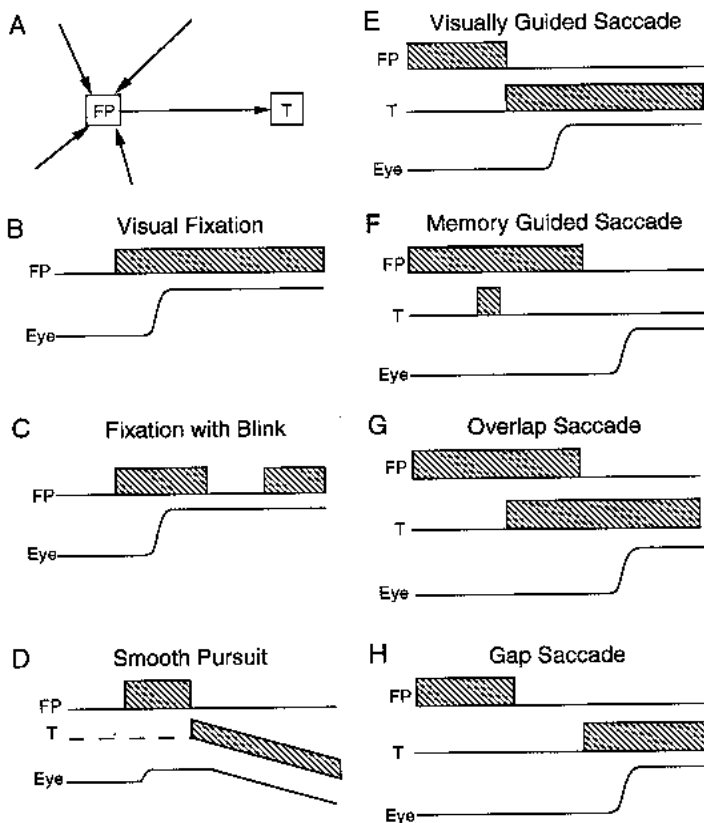 A
FP
T
B
Visual Fixation
FP
Eye
C
Fixation with Blink
FP
Eye
D
Smooth Pursuit
FP
T
Eye
E
Visually Guided Saccade
FP
T
Eye
F
Memory Guided Saccade
FP
T
Eye
G
Overlap Saccade
FP
T
Eye
H
Gap Saccade
FP
T
Eye